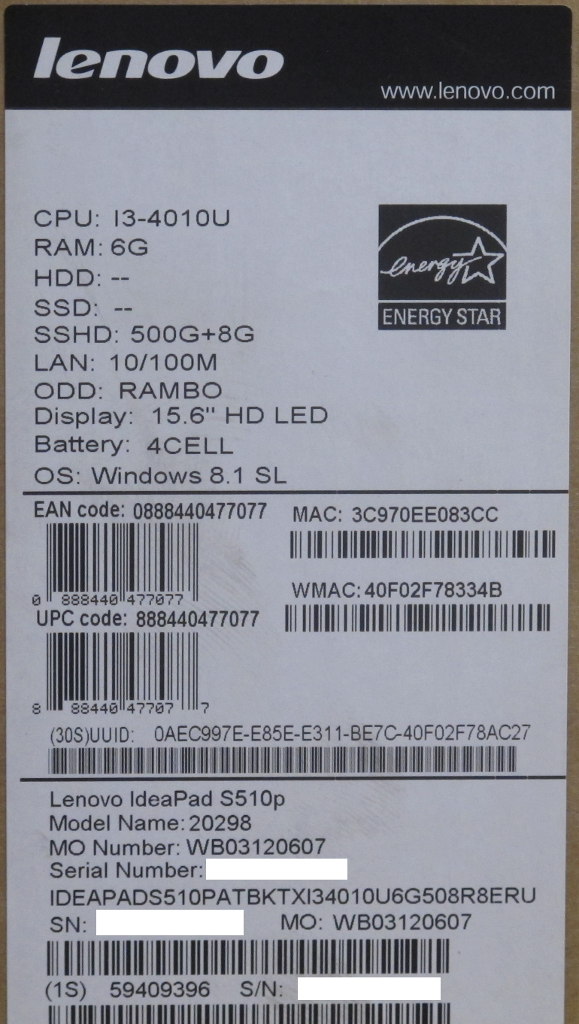 lenovo
www.lenovo.com
CPU: I3-4010U
RAM: 6G
HDD: --
SSD: --
SSHD: 500G+8G
LAN: 10/100M
ODD: RAMBO
Display: 15.6" HD LED
Battery: 4CELL
OS: Windows 8.1 SL
energy
ENERGY STAR
EAN code: 0888440477077
0 888440 477077
UPC code: 888440477077
8 88440 47707 7
MAC: 3C970EE083CC
WMAC: 40F02F78334B
(30S)UUID: 0AEC997E-E85E-E311-BE7C-40F02F78AC27
Lenovo IdeaPad S510p
Model Name: 20298
MO Number: WB03120607
Serial Number:
IDEAPADS510PATBKTXI34010U6G508R8ERU
SN: MO: WB03120607
(1S) 59409396 S/N: